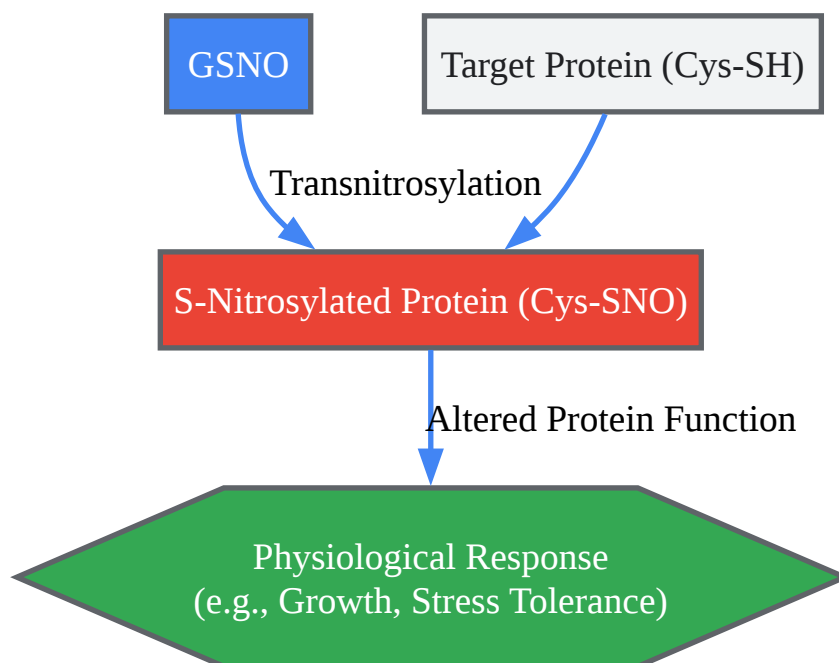 GSNO
Target Protein (Cys-SH)
Transnitrosylation
S-Nitrosylated Protein (Cys-SNO)
Altered Protein Function
Physiological Response
(e.g., Growth, Stress Tolerance)